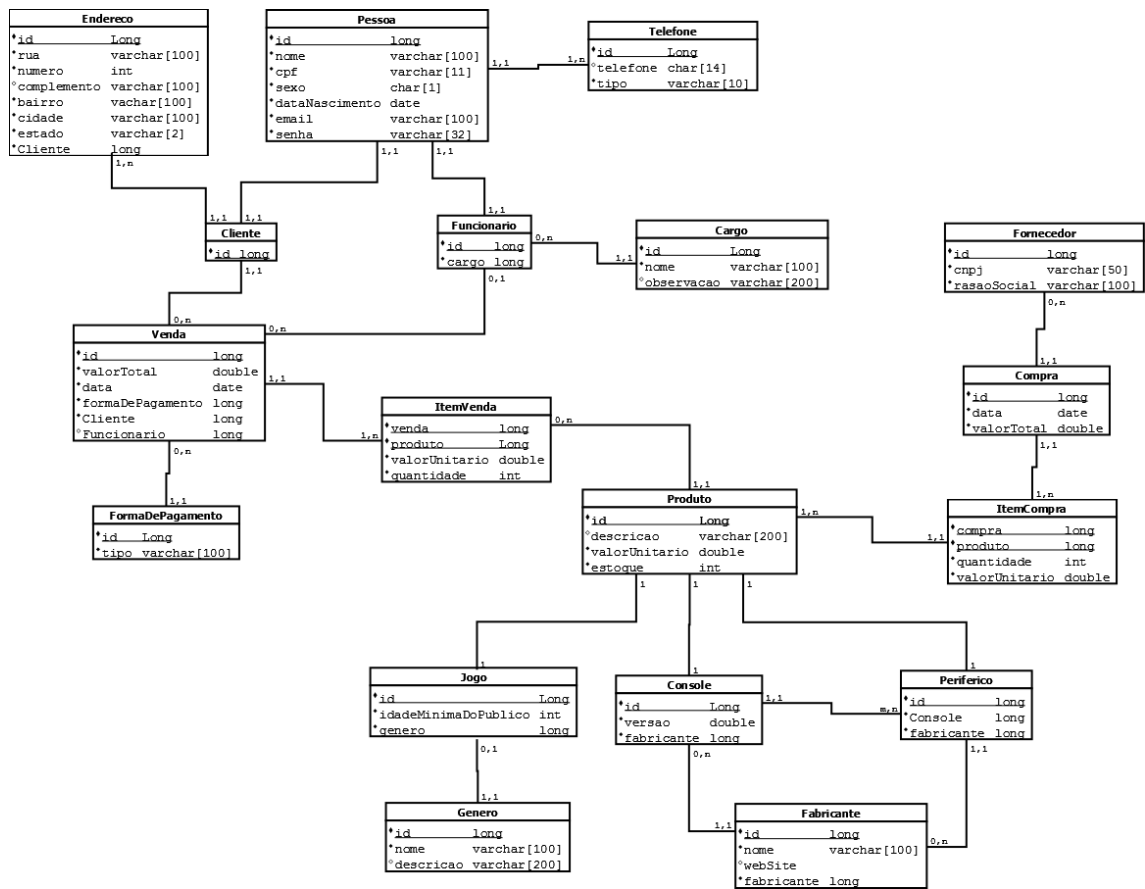 Endereco
id Long
rua varchar[100]
numero int
complemento varchar[100]
bairro vachar[100]
cidade varchar[100]
estado varchar[2]
Cliente long
1,n
Pessoa
id long
nome varchar[100]
cpf varchar[11]
sexo char[1]
dataNascimento date
email varchar[100]
senha varchar[32]
1,1
1,n
1,1
1,1
Telefone
id Long
telefone char[14]
tipo varchar[10]
1,1
1,1
Cliente
id long
1,1
1,1
Funcionario
id long
cargo long
0,n
0,1
1,1
Cargo
id Long
nome varchar[100]
observacao varchar[200]
Fornecedor
id long
cnpj varchar[50]
rasaoSocial varchar[100]
0,n
1,1
0,n
0,n
Venda
id long
valorTotal double
data date
formaDePagamento long
Cliente long
Funcionario long
1,1
0,n
1,1
FormaDePagamento
id Long
tipo varchar[100]
1,n
ItemVenda
venda long
produto Long
valorUnitario double
quantidade int
0,n
1,1
Compra
id long
data date
valorTotal double
1,1
1,n
Produto
id Long
descricao varchar[200]
valorUnitario double
estoque int
1,n
1,1
1
1
1
ItemCompra
compra long
produto long
quantidade int
valorUnitario double
1
Jogo
id Long
idadeMinimaDoPublico int
genero long
0,1
1,1
Genero
id long
nome varchar[100]
descricao varchar[200]
1
Console
id Long
versao double
fabricante long
1,1
m,n
0,n
1
Periferico
id long
Console long
fabricante long
1,1
1,1
0,n
Fabricante
id long
nome varchar[100]
webSite
fabricante long